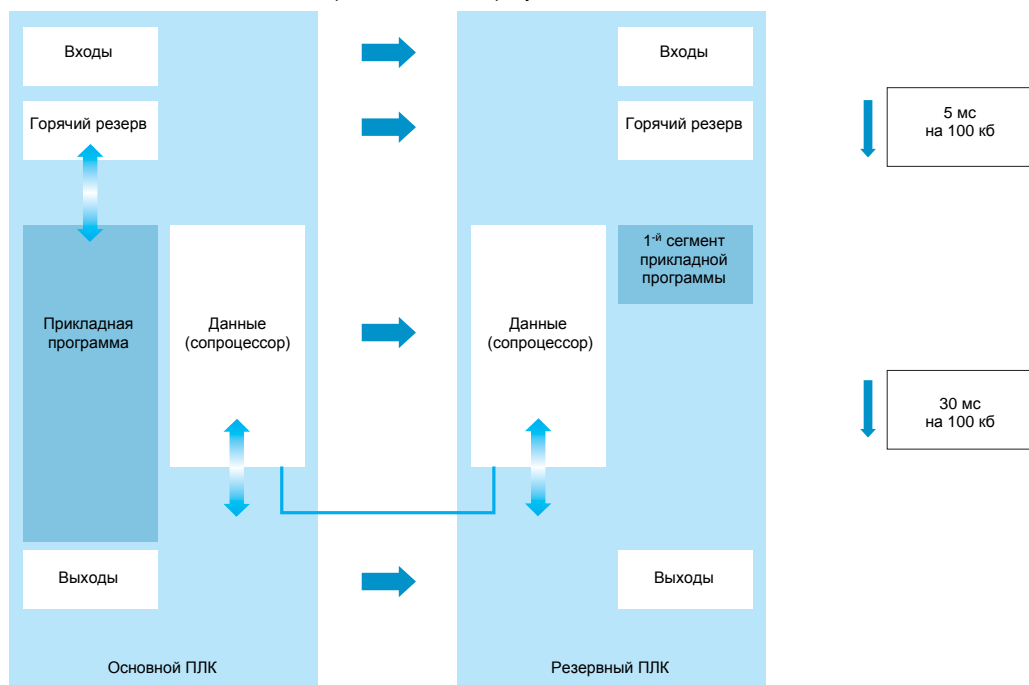 Входы
Входы
Горячий резерв
Горячий резерв
5 мс
на 100 кб
1-й сегмент
прикладной
программы
Прикладная
программа
Данные
(сопроцессор)
Данные
(сопроцессор)
30 мс
на 100 кб
Выходы
Выходы
Основной ПЛК
Резервный ПЛК